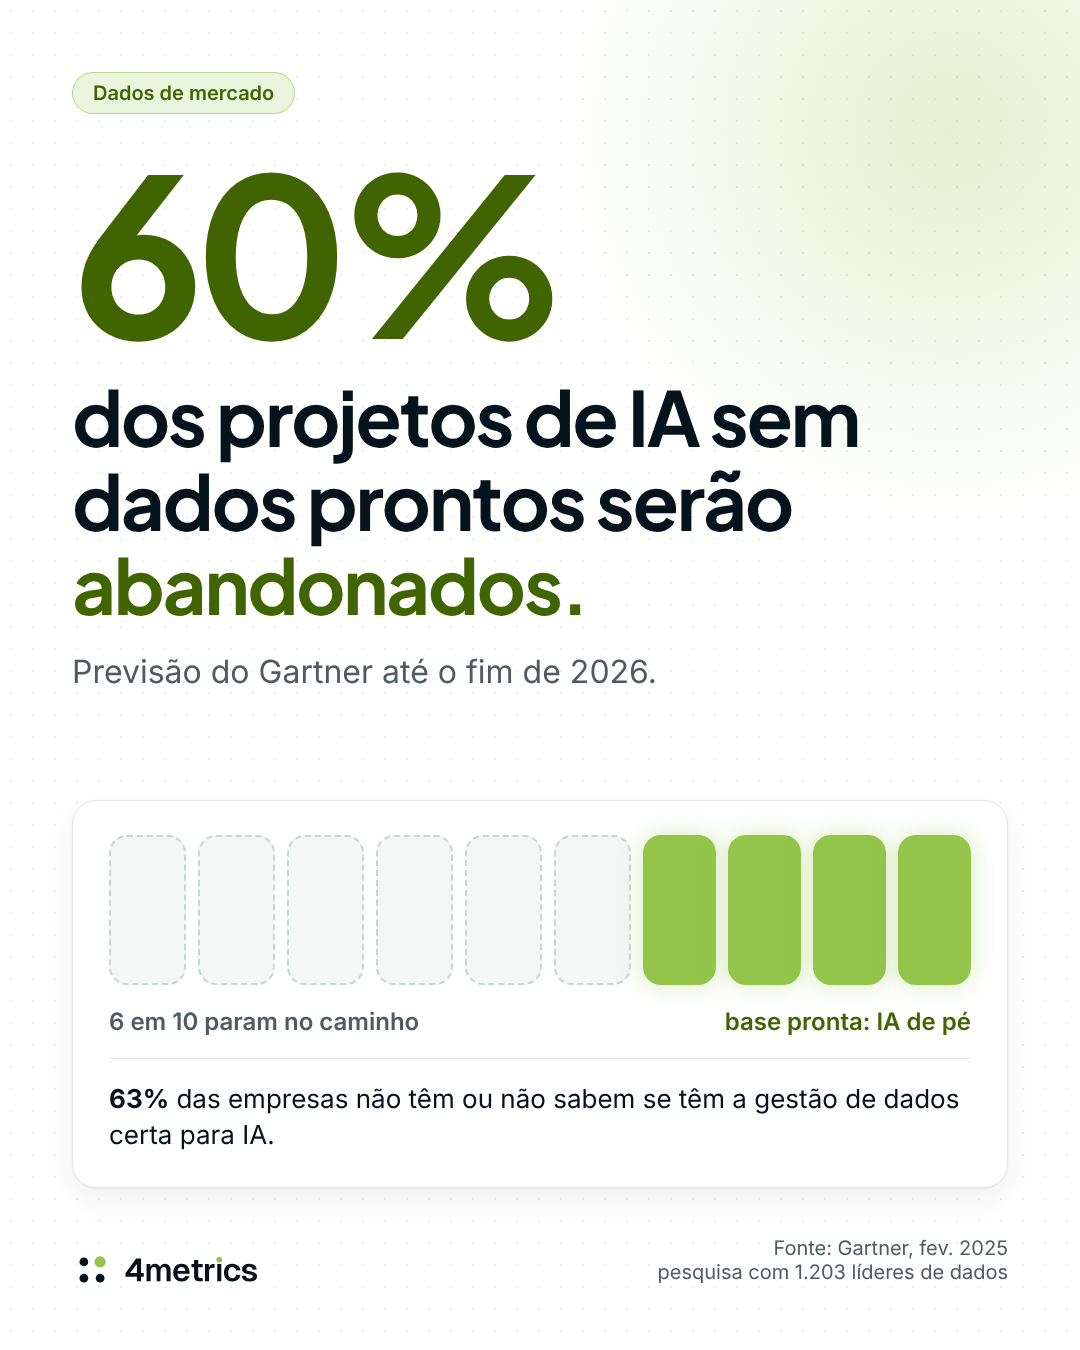 Dados de mercado
60%
dos projetos de IA sem
dados prontos serão
abandonados.
Previsão do Gartner até o fim de 2026.
6 em 10 param no caminho
base pronta: IA de pé
63% das empresas não têm ou não sabem se têm a gestão de dados
certa para IA.
4metrics
Fonte: Gartner, fev. 2025
pesquisa com 1.203 líderes de dados